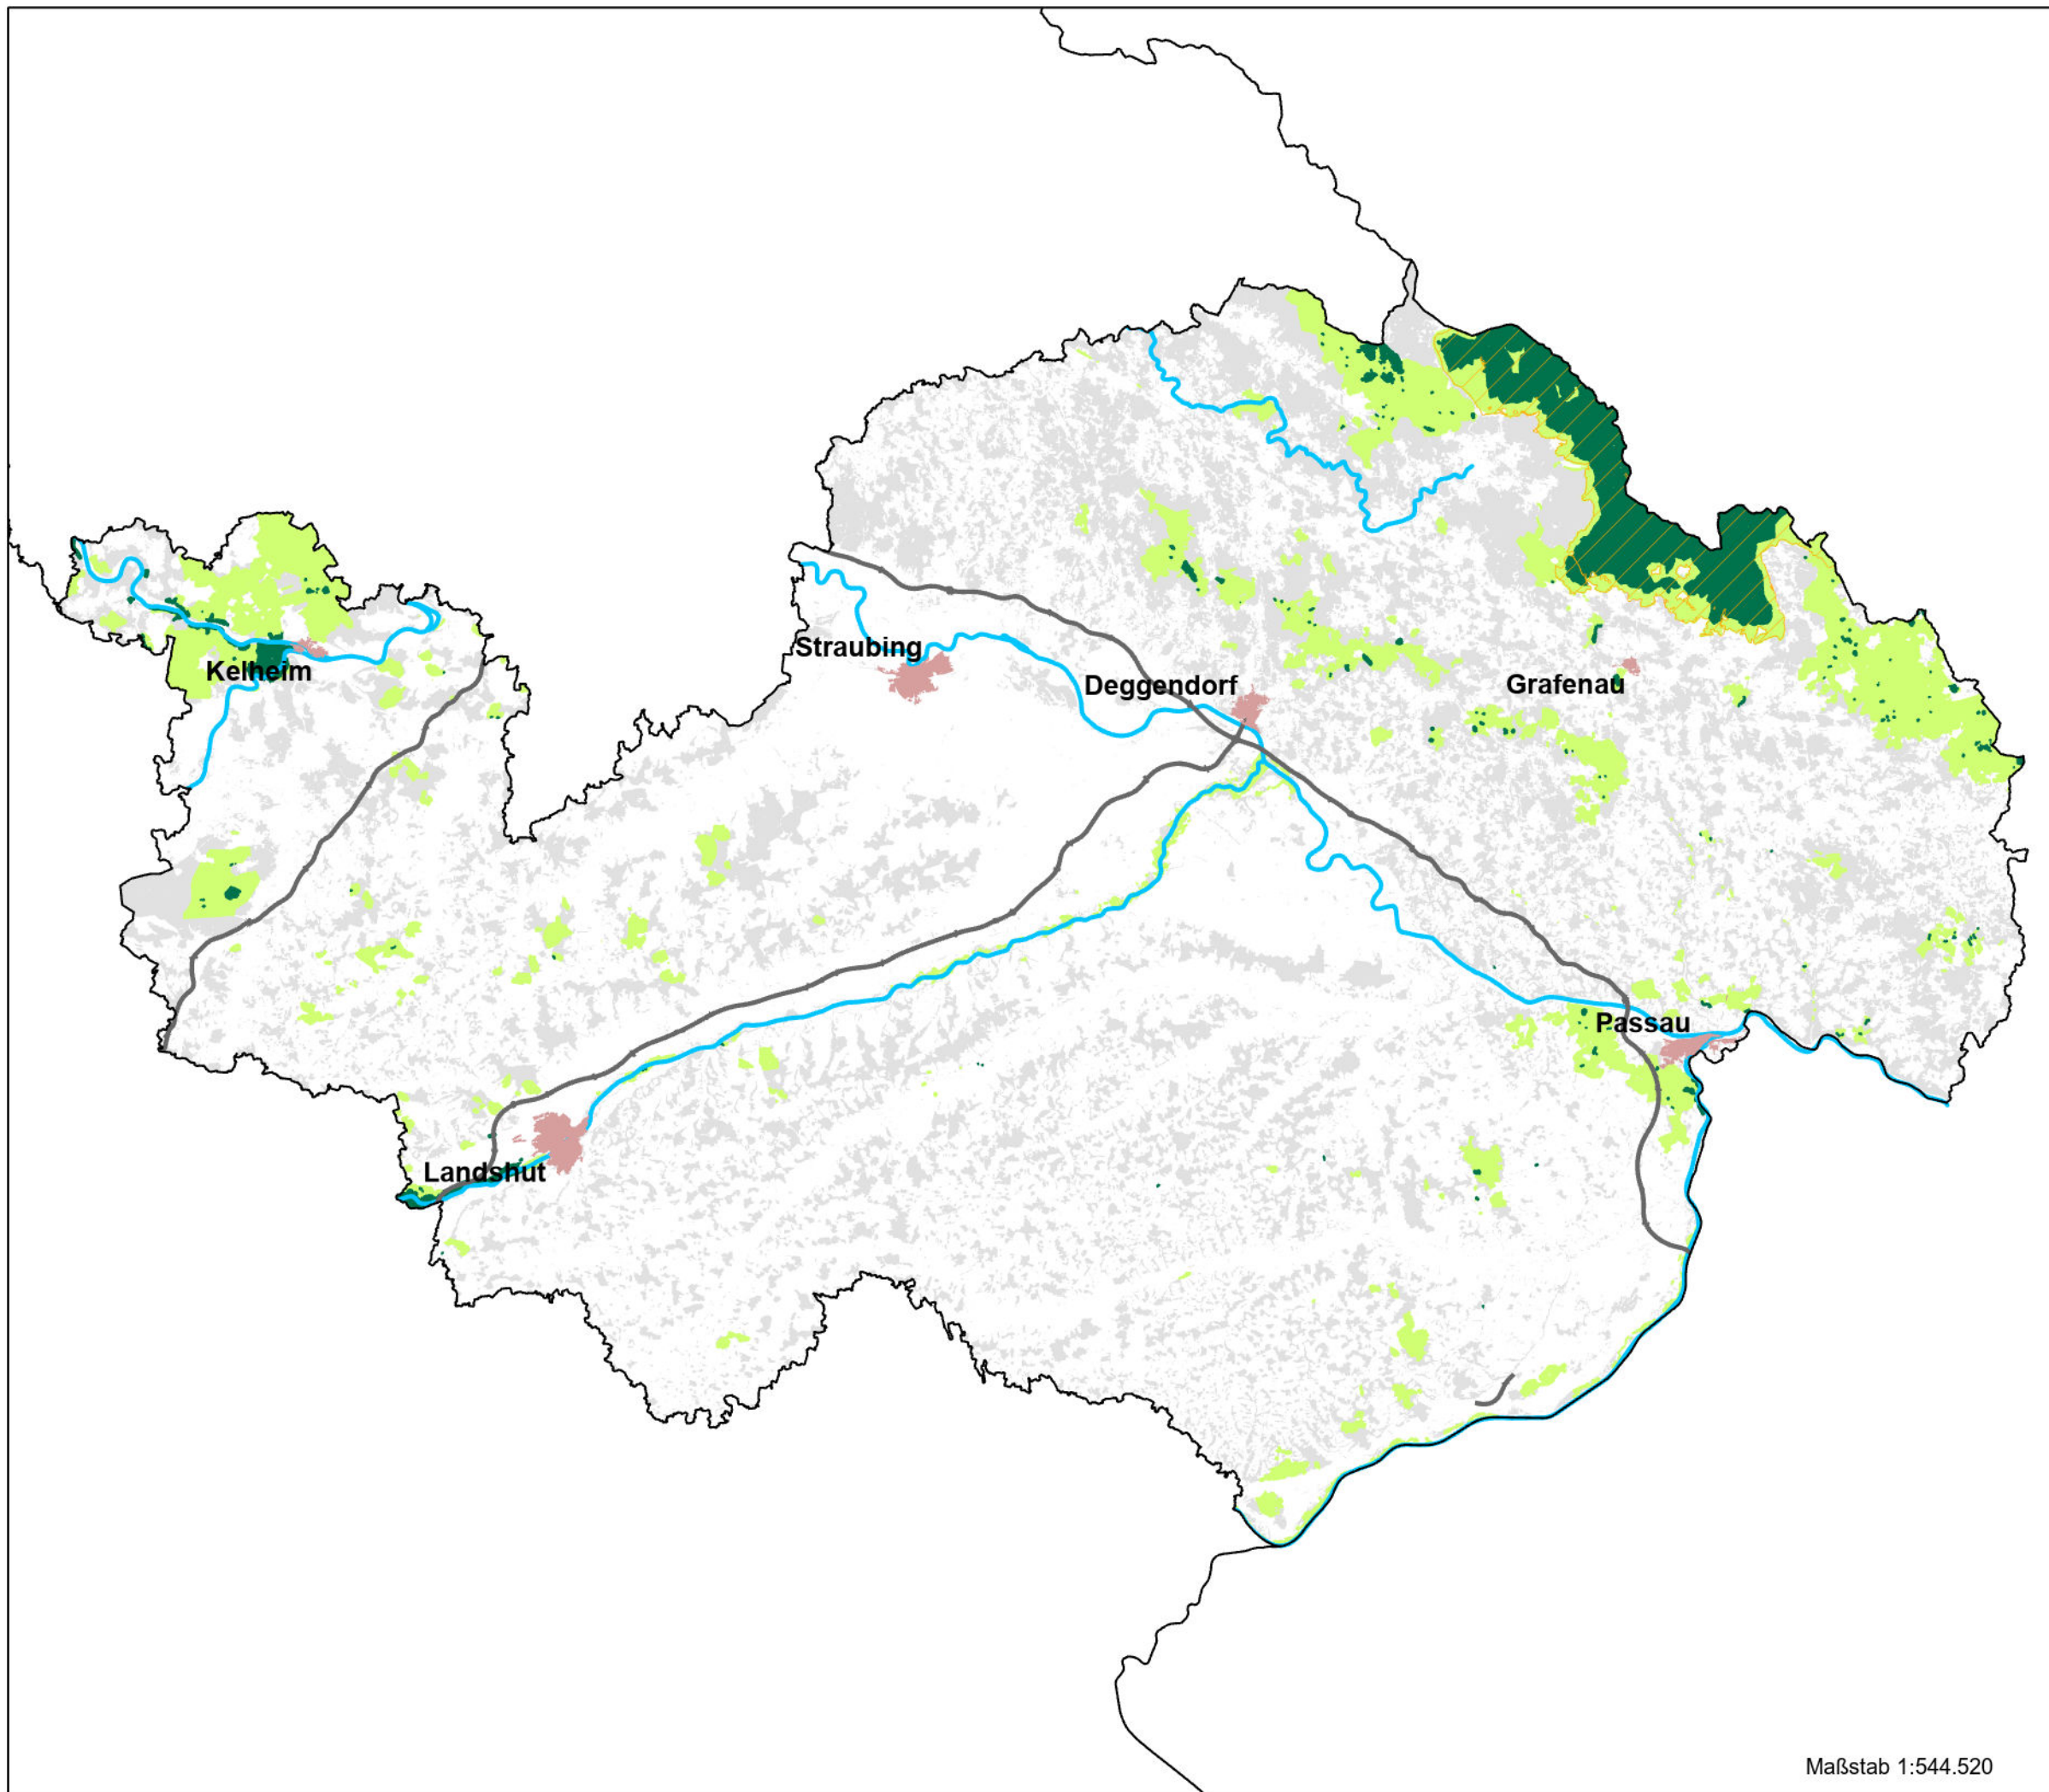 Straubing
Kelheim
Deggendorf
Grafenau
Passau
Landshut
Maßstab 1:544.520